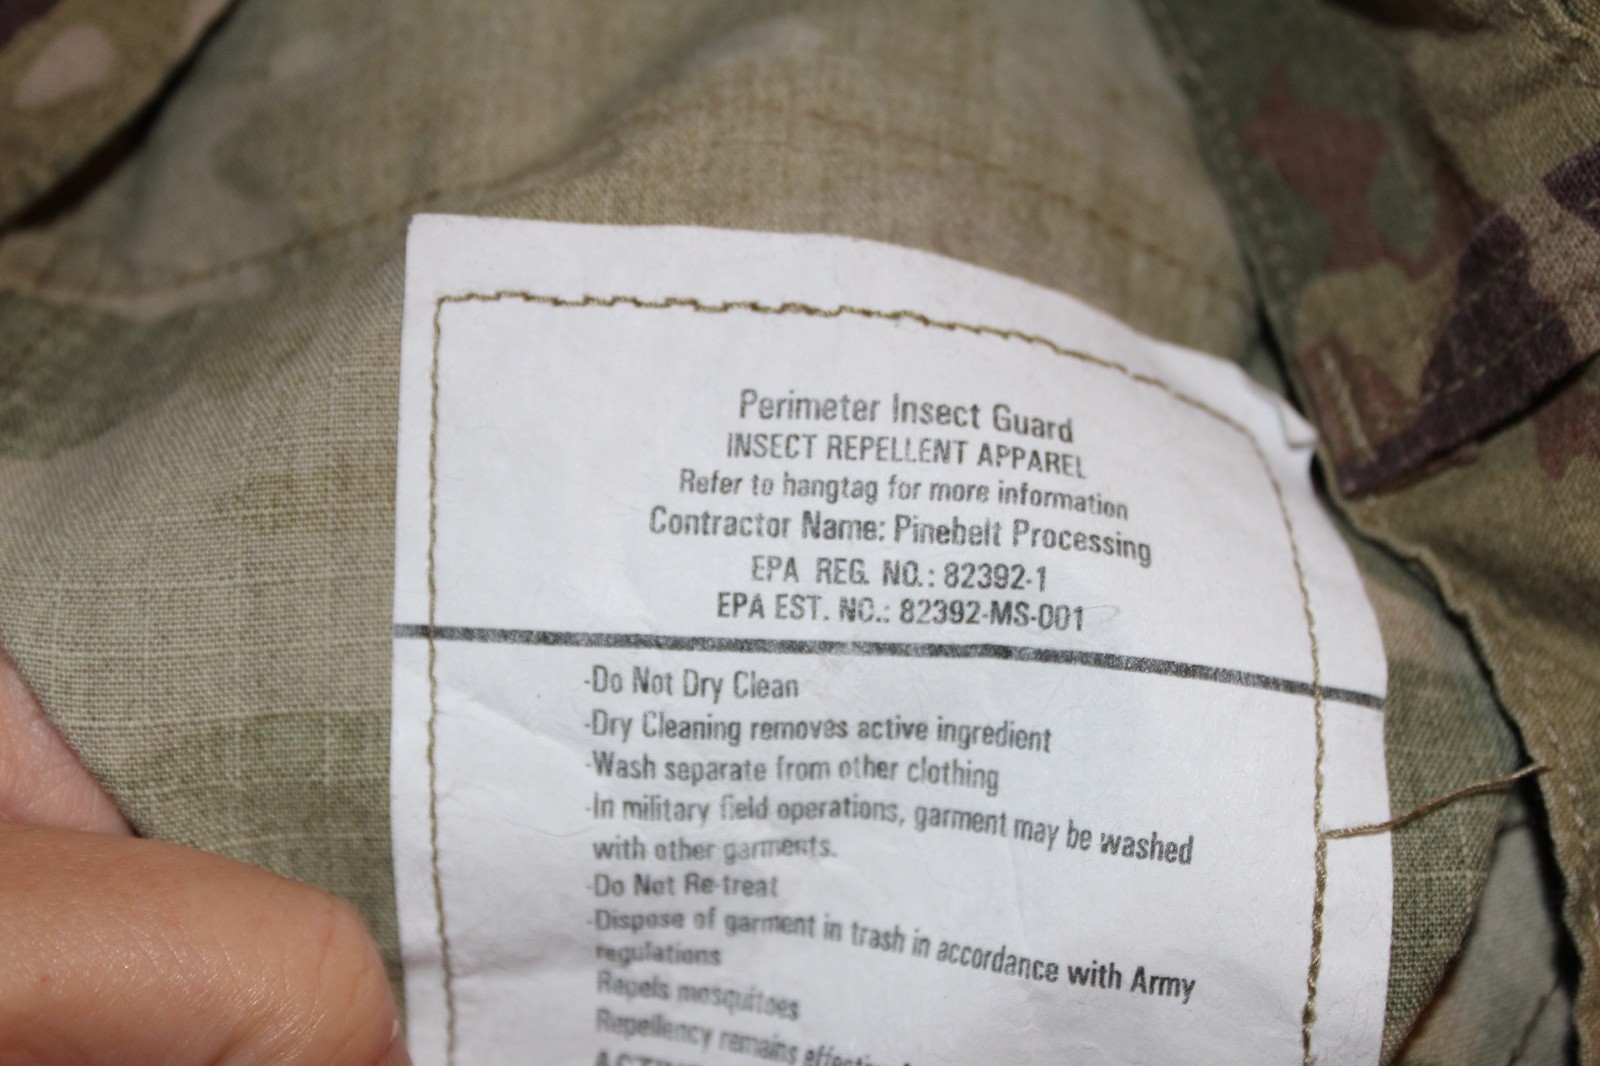 Perimeter Insect Guard
INSECT REPELLENT APPAREL
Refer to hangtag for more information
Contractor Name: Pinebelt Processing
EPA REG. NO.: 82392-1
EPA EST. NO.: 82392-MS-001
-Do Not Dry Clean
-Dry Cleaning removes active ingredient
-Wash separate from other clothing
-In military field operations, garment may be washed
with other garments.
-Do Not Re-treat
-Dispose of garment in trash in accordance with Army
regulations
Repels mosquitoes
Repellency remains